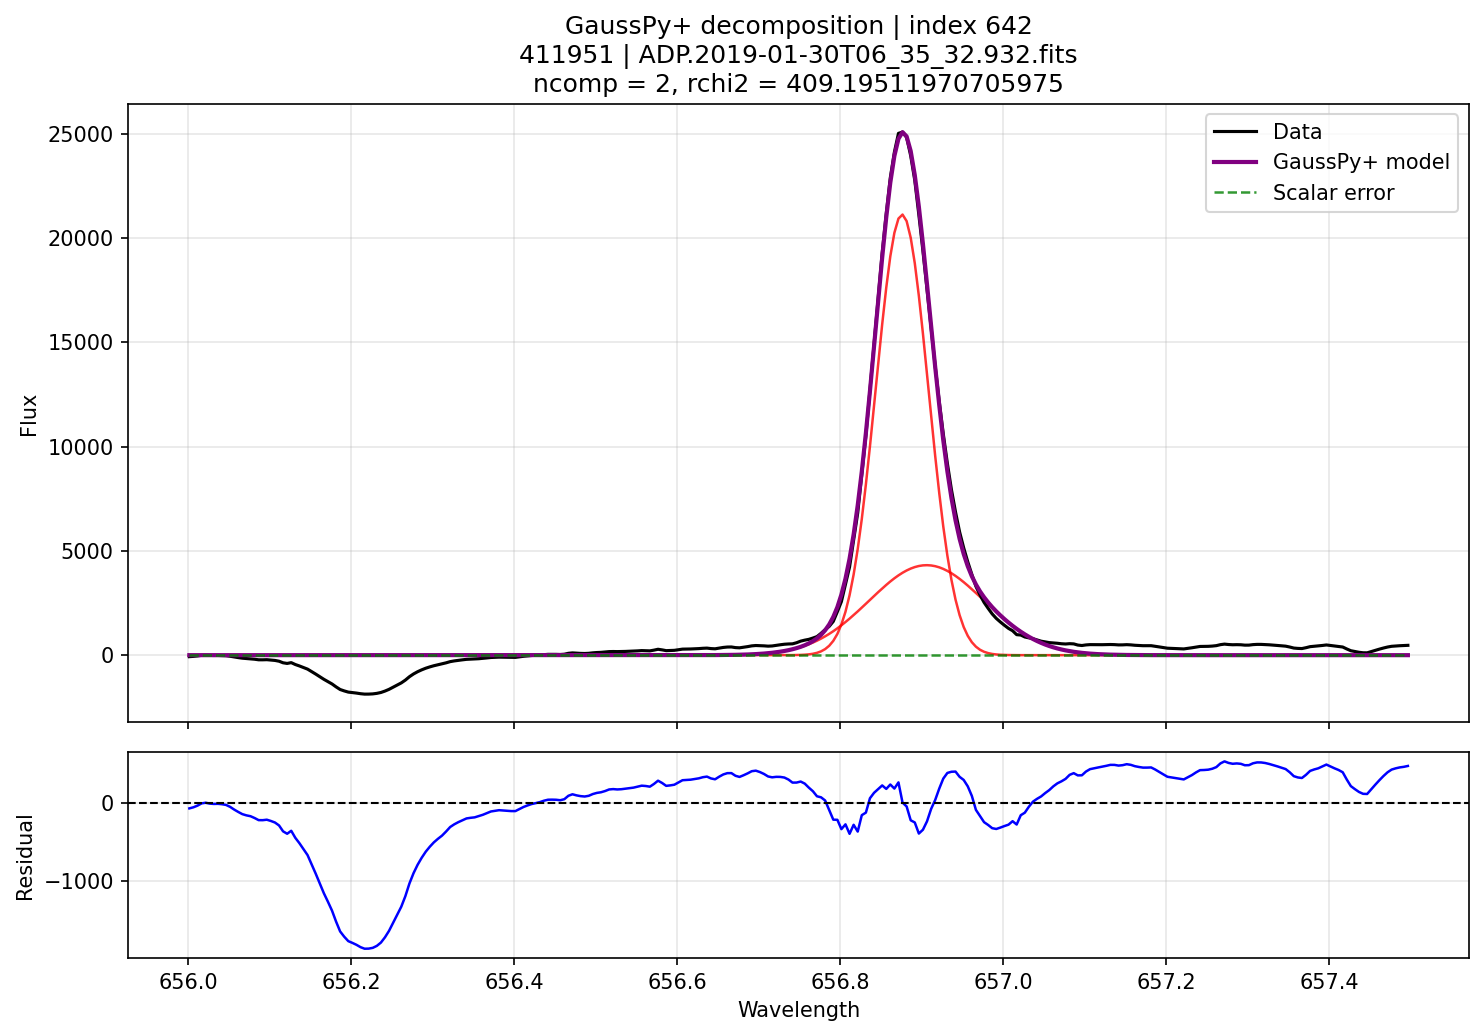 GaussPy+ decomposition | index 642
411951 | ADP.2019-01-30T06_35_32.932.fits
ncomp = 2, rchi2 = 409.19511970705975
Data
GaussPy+ model
Scalar error
Flux
25000
20000
15000
10000
5000
0
Residual
0
−1000
656.0
656.2
656.4
656.6
656.8
657.0
657.2
657.4
Wavelength